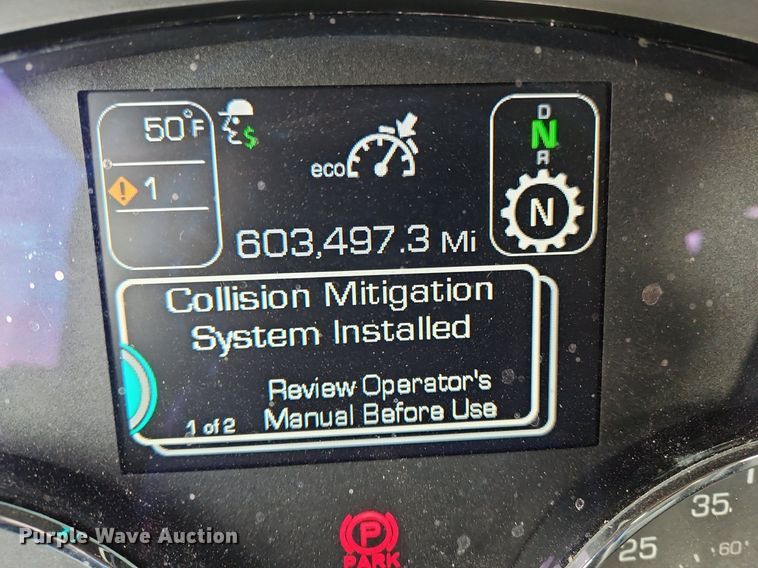 50°F
$
D
N
R
eco
1
N
603,497.3 Mi
Collision Mitigation
System Installed
Review Operator's
Manual Before Use
1 of 2
P
PARK
35
25
60
Purple Wave Auction